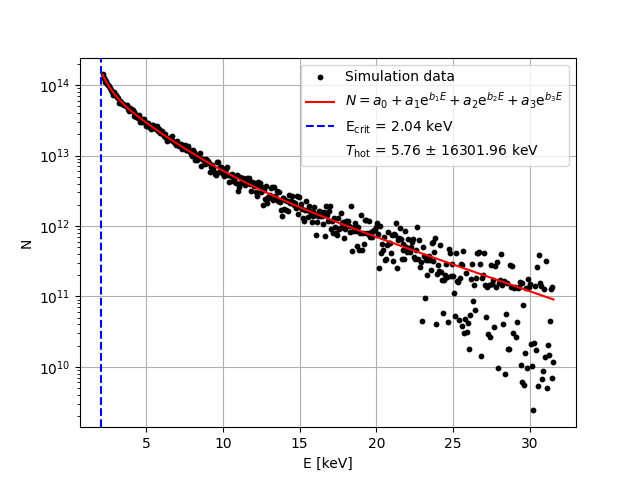 Simulation data
N = a₀ + a₁e^{b₁E} + a₂e^{b₂E} + a₃e^{b₃E}
E_crit = 2.04 keV
T_hot = 5.76 ± 16301.96 keV
10¹⁴
10¹³
10¹²
10¹¹
10¹⁰
N
5 10 15 20 25 30
E [keV]